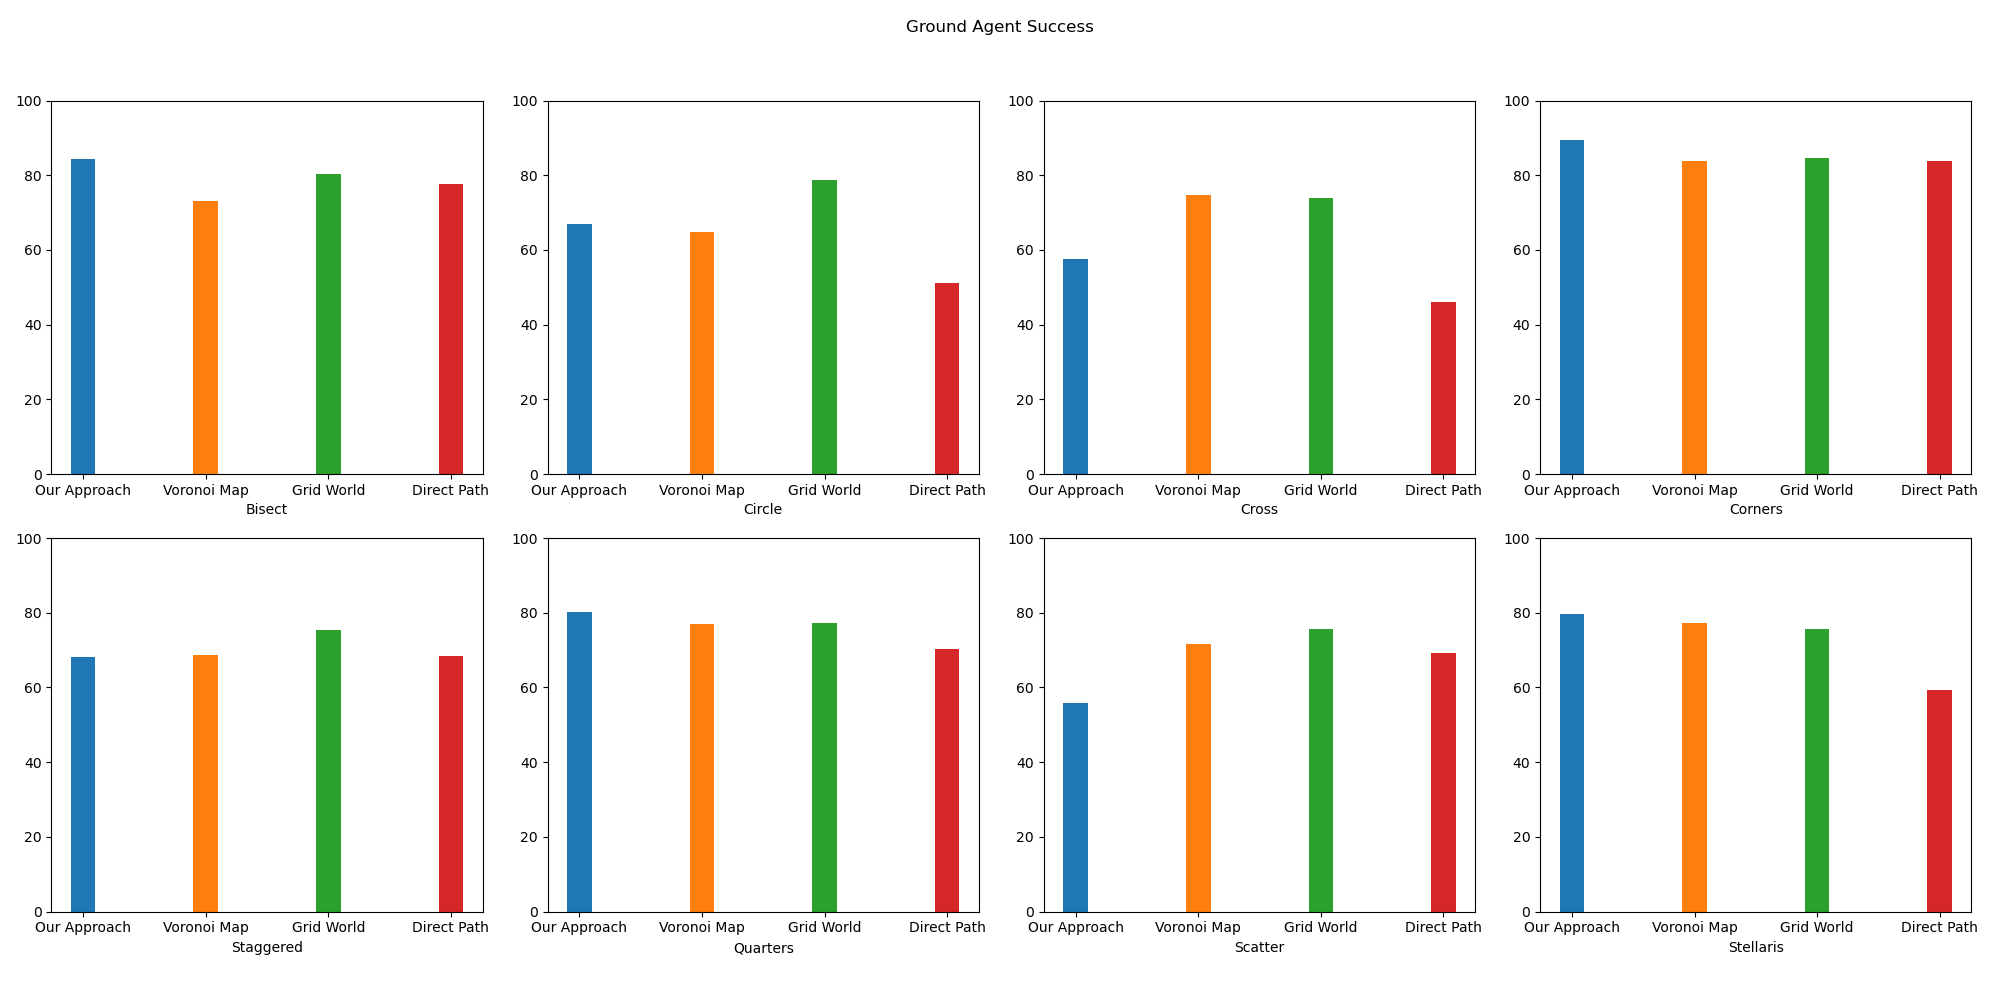 Ground Agent Success
100 100 100 100
80 80 80 80
60 60 60 60
40 40 40 40
20 20 20 20
0 0 0 0
Our Approach Voronoi Map Grid World Direct Path Our Approach Voronoi Map Grid World Direct Path Our Approach Voronoi Map Grid World Direct Path Our Approach Voronoi Map Grid World Direct Path
Bisect Circle Cross Corners
100 100 100 100
80 80 80 80
60 60 60 60
40 40 40 40
20 20 20 20
0 0 0 0
Our Approach Voronoi Map Grid World Direct Path Our Approach Voronoi Map Grid World Direct Path Our Approach Voronoi Map Grid World Direct Path Our Approach Voronoi Map Grid World Direct Path
Staggered Quarters Scatter Stellaris